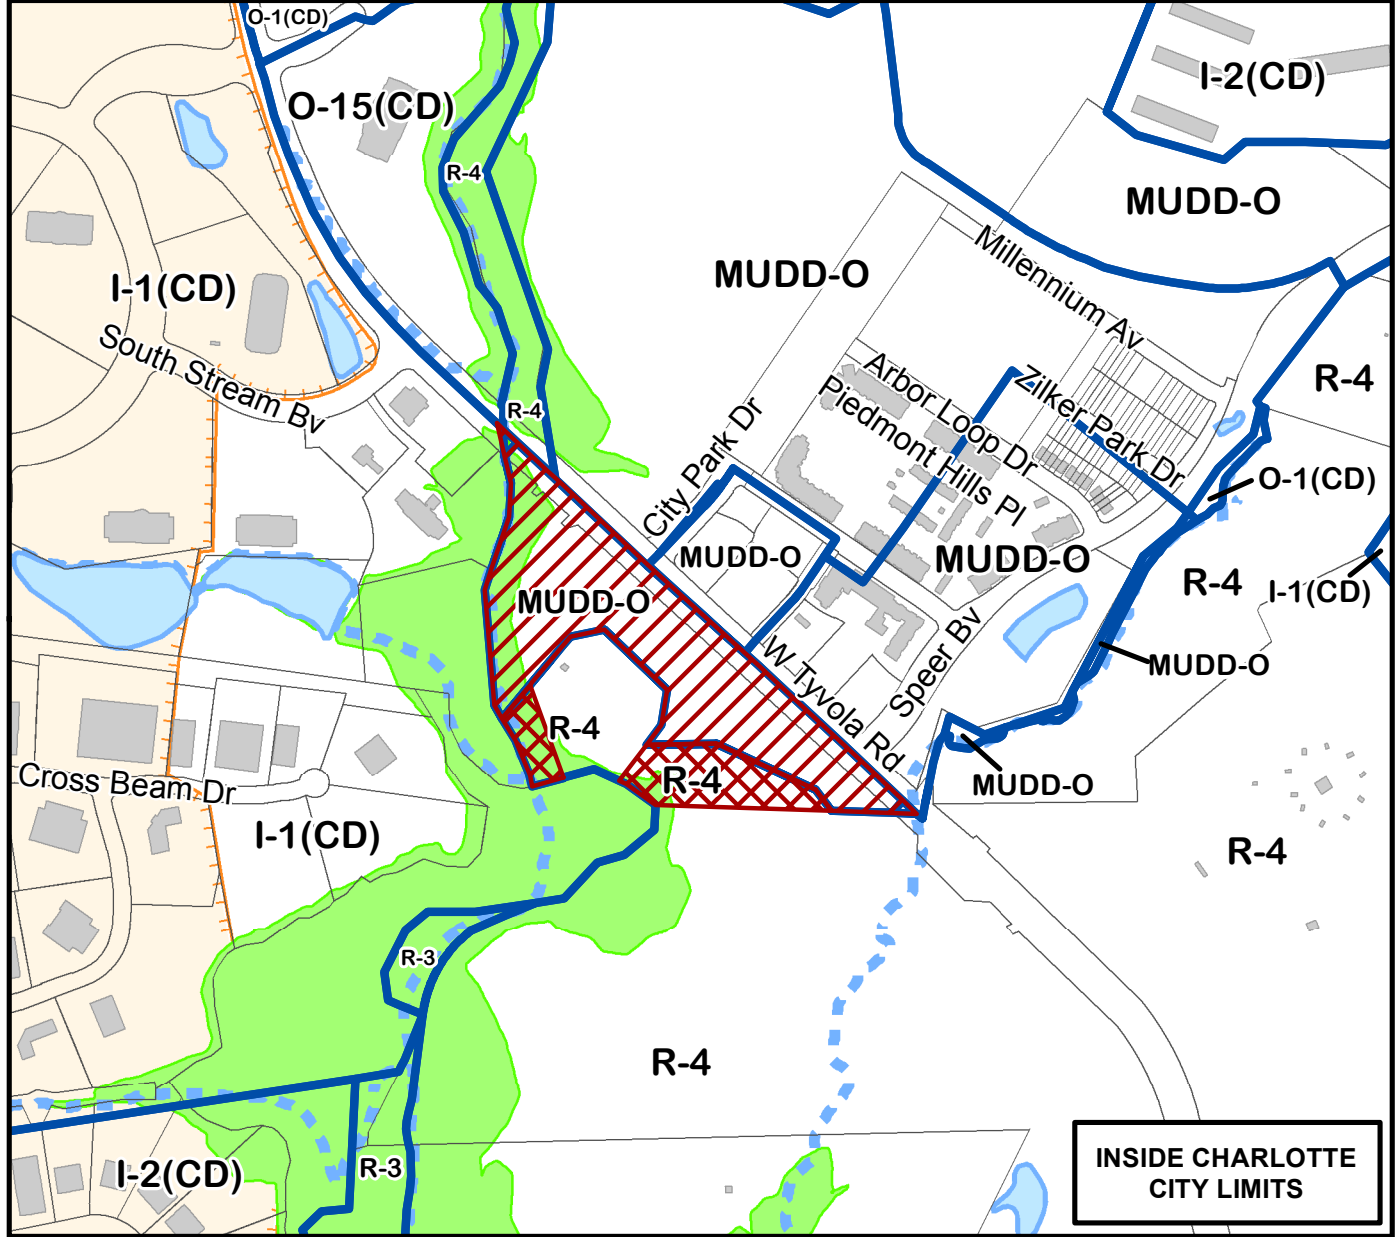 O-1(CD)
O-15(CD)
I-2(CD)
R-4
MUDD-O
MUDD-O
Millennium Av
I-1(CD)
South Stream Bv
R-4
Arbor Loop Dr
Zilker Park Dr
R-4
Piedmont Hills Pl
City Park Dr
O-1(CD)
MUDD-O
MUDD-O
R-4
I-1(CD)
MUDD-O
Speer Bv
MUDD-O
W Tyvola Rd
R-4
R-4
MUDD-O
Cross Beam Dr
I-1(CD)
R-4
R-3
R-4
R-3
I-2(CD)
INSIDE CHARLOTTE
CITY LIMITS